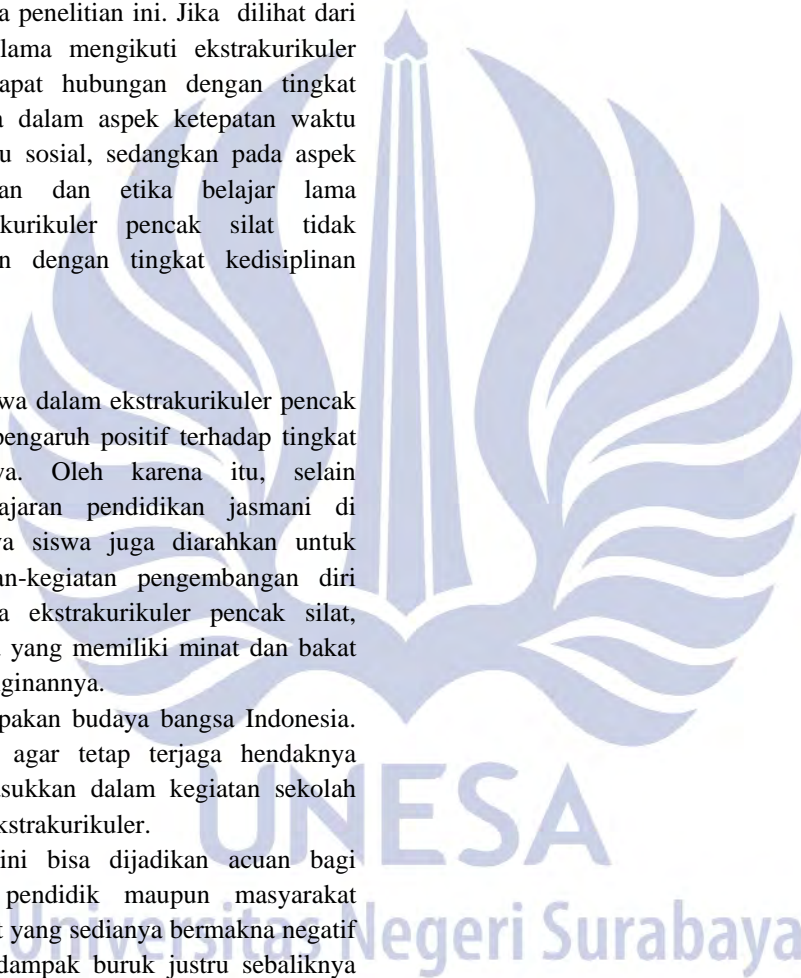 a penelitian ini. Jika dilihat dari
lama mengikuti ekstrakurikuler
apat hubungan dengan tingkat
dalam aspek ketepatan waktu
u sosial, sedangkan pada aspek
an dan etika belajar lama
kurikuler pencak silat tidak
n dengan tingkat kedisiplinan
wa dalam ekstrakurikuler pencak
pengaruh positif terhadap tingkat
ya. Oleh karena itu, selain
ajaran pendidikan jasmani di
ya siswa juga diarahkan untuk
an-kegiatan pengembangan diri
a ekstrakurikuler pencak silat,
yang memiliki minat dan bakat
nginannya.
pakan budaya bangsa Indonesia.
agar tetap terjaga hendaknya
asukkan dalam kegiatan sekolah
kstrakurikuler.
ini bisa dijadikan acuan bagi
pendidik maupun masyarakat
t yang sedianya bermakna negatif
dampak buruk justru sebaliknya
UNESA
Universitas Negeri Surabaya